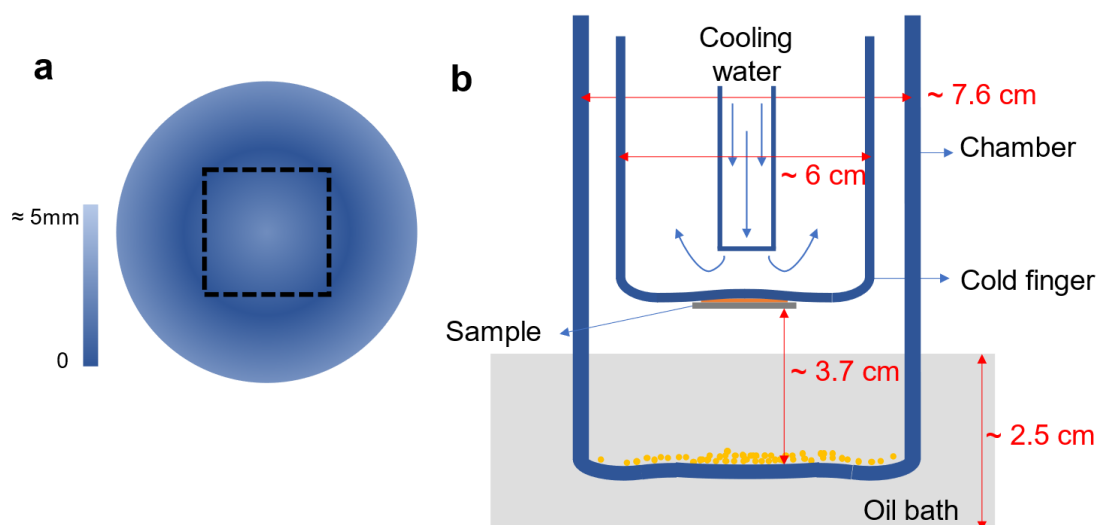 a
≈ 5mm
0
b
Cooling
water
~ 7.6 cm
Chamber
~ 6 cm
Cold finger
Sample
~ 3.7 cm
~ 2.5 cm
Oil bath